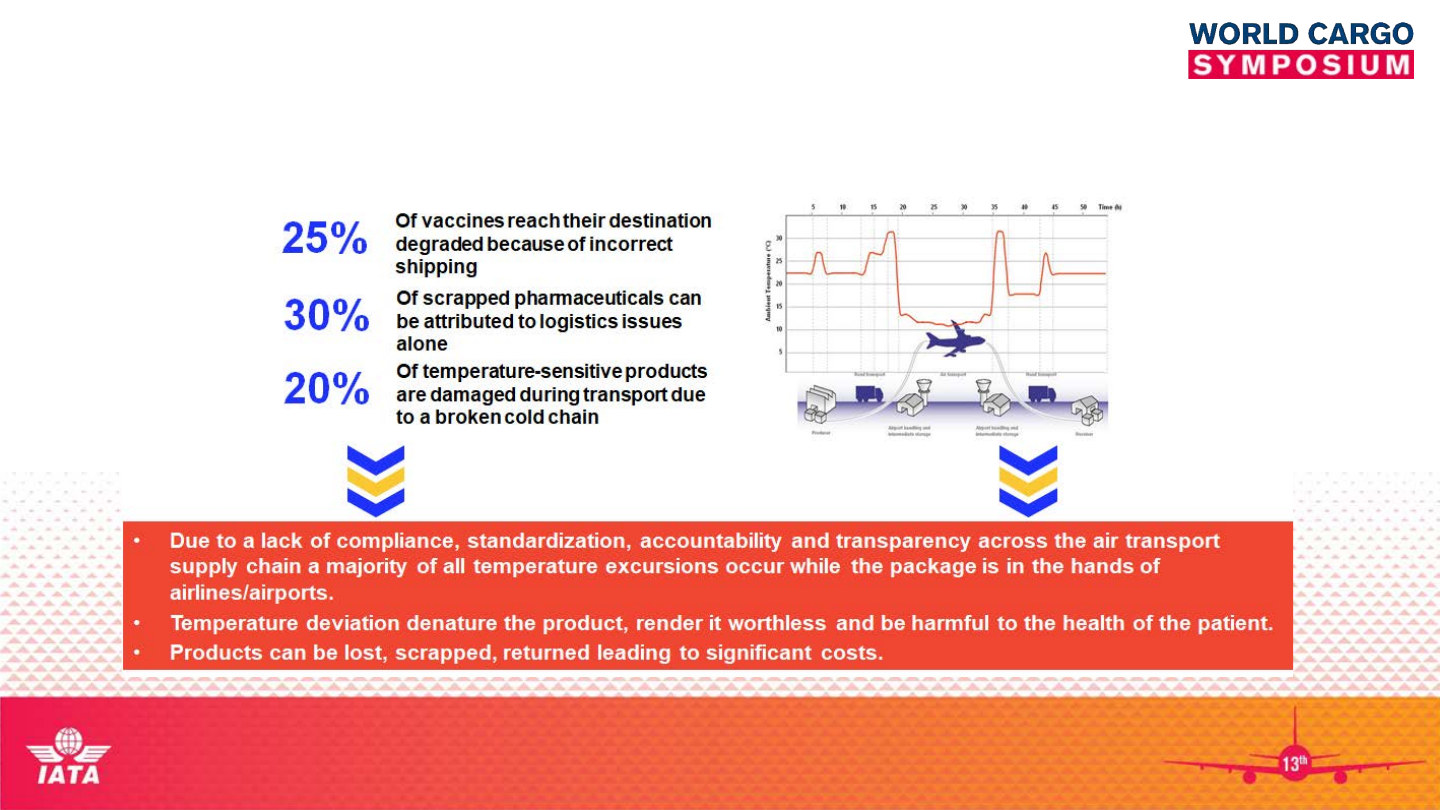 WORLD CARGO
SYMPOSIUM
25%
Of vaccines reach their destination
degraded because of incorrect
shipping
30%
Of scrapped pharmaceuticals can
be attributed to logistics issues
alone
20%
Of temperature-sensitive products
are damaged during transport due
to a broken cold chain
5 10 15 20 25 30 35 40 45 50 Time (h)
Ambient Temperature (°C)
30
25
20
15
10
5
Road transport Air transport Road transport
Producer
Airport handling and
intermediate storage
Airport handling and
intermediate storage
Receiver
• Due to a lack of compliance, standardization, accountability and transparency across the air transport
supply chain a majority of all temperature excursions occur while the package is in the hands of
airlines/airports.
• Temperature deviation denature the product, render it worthless and be harmful to the health of the patient.
• Products can be lost, scrapped, returned leading to significant costs.
IATA
13th